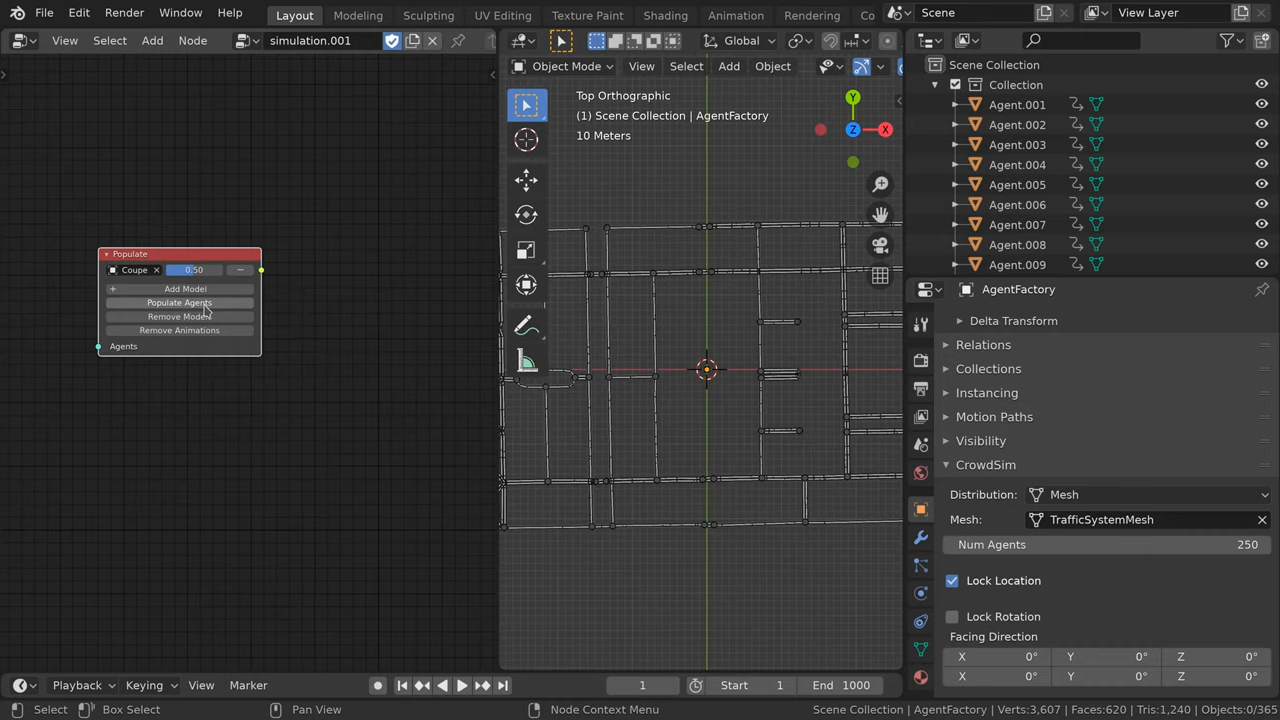 File Edit Render Window Help Layout Modeling Sculpting UV Editing Texture Paint Shading Animation Rendering Co Scene View Layer
View Select Add Node simulation.001 Global
Object Mode View Select Add Object
Top Orthographic
(1) Scene Collection | AgentFactory
10 Meters
Y
Z
X
Populate
Coupe 0.50
Add Model
Populate Agents
Remove Models
Remove Animations
Agents
Scene Collection
Collection
Agent.001
Agent.002
Agent.003
Agent.004
Agent.005
Agent.006
Agent.007
Agent.008
Agent.009
AgentFactory
Delta Transform
Relations
Collections
Instancing
Motion Paths
Visibility
CrowdSim
Distribution: Mesh
Mesh: TrafficSystemMesh
Num Agents 250
Lock Location
Lock Rotation
Facing Direction
X 0° Y 0° Z 0°
X 0° Y 0° Z 0°
Playback Keying View Marker 1 Start 1 End 1000
Select Box Select Pan View Node Context Menu Scene Collection | AgentFactory | Verts:3,607 | Faces:620 | Tris:1,240 | Objects:0/365